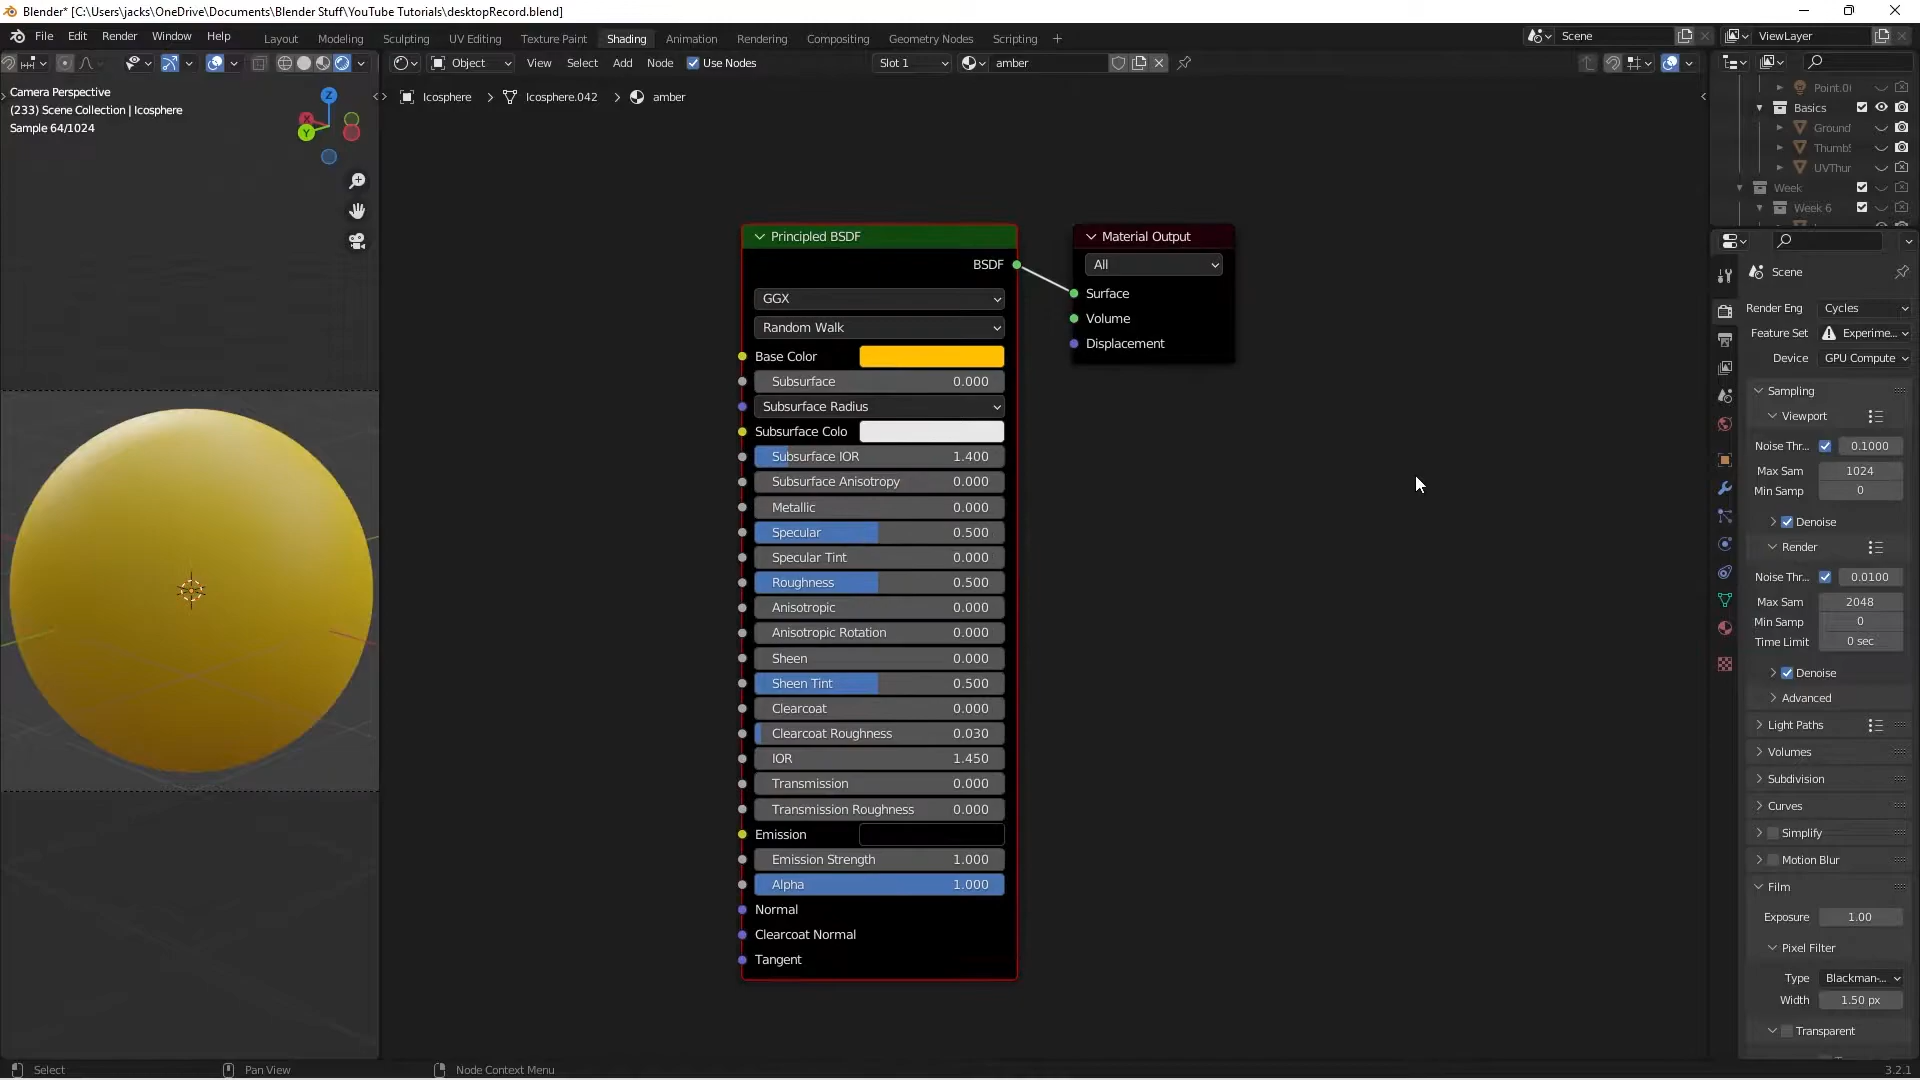 Blender* [C:\Users\jacks\OneDrive\Documents\Blender Stuff\YouTube Tutorials\desktopRecord.blend]
File Edit Render Window Help
Layout Modeling Sculpting UV Editing Texture Paint Shading Animation Rendering Compositing Geometry Nodes Scripting +
Scene
ViewLayer
Object View Select Add Node Use Nodes
Slot 1
amber
Camera Perspective
(233) Scene Collection | Icosphere
Sample 64/1024
Z
X
Y
Icosphere > Icosphere.042 > amber
Principled BSDF
BSDF
GGX
Random Walk
Base Color
Subsurface 0.000
Subsurface Radius
Subsurface Colo
Subsurface IOR 1.400
Subsurface Anisotropy 0.000
Metallic 0.000
Specular 0.500
Specular Tint 0.000
Roughness 0.500
Anisotropic 0.000
Anisotropic Rotation 0.000
Sheen 0.000
Sheen Tint 0.500
Clearcoat 0.000
Clearcoat Roughness 0.030
IOR 1.450
Transmission 0.000
Transmission Roughness 0.000
Emission
Emission Strength 1.000
Alpha 1.000
Normal
Clearcoat Normal
Tangent
Material Output
All
Surface
Volume
Displacement
Basics
Ground
UVThur
Week
Week 6
Scene
Render Eng Cycles
Feature Set Experime...
Device GPU Compute
Sampling
Viewport
Noise Thr... 0.1000
Max Sam 1024
Min Samp 0
Denoise
Render
Noise Thr... 0.0100
Max Sam 2048
Min Samp 0
Time Limit 0 sec
Denoise
Advanced
Light Paths
Volumes
Subdivision
Curves
Simplify
Motion Blur
Film
Exposure 1.00
Pixel Filter
Type Blackman-...
Width 1.50 px
Transparent
Select
Pan View
Node Context Menu
3.2.1